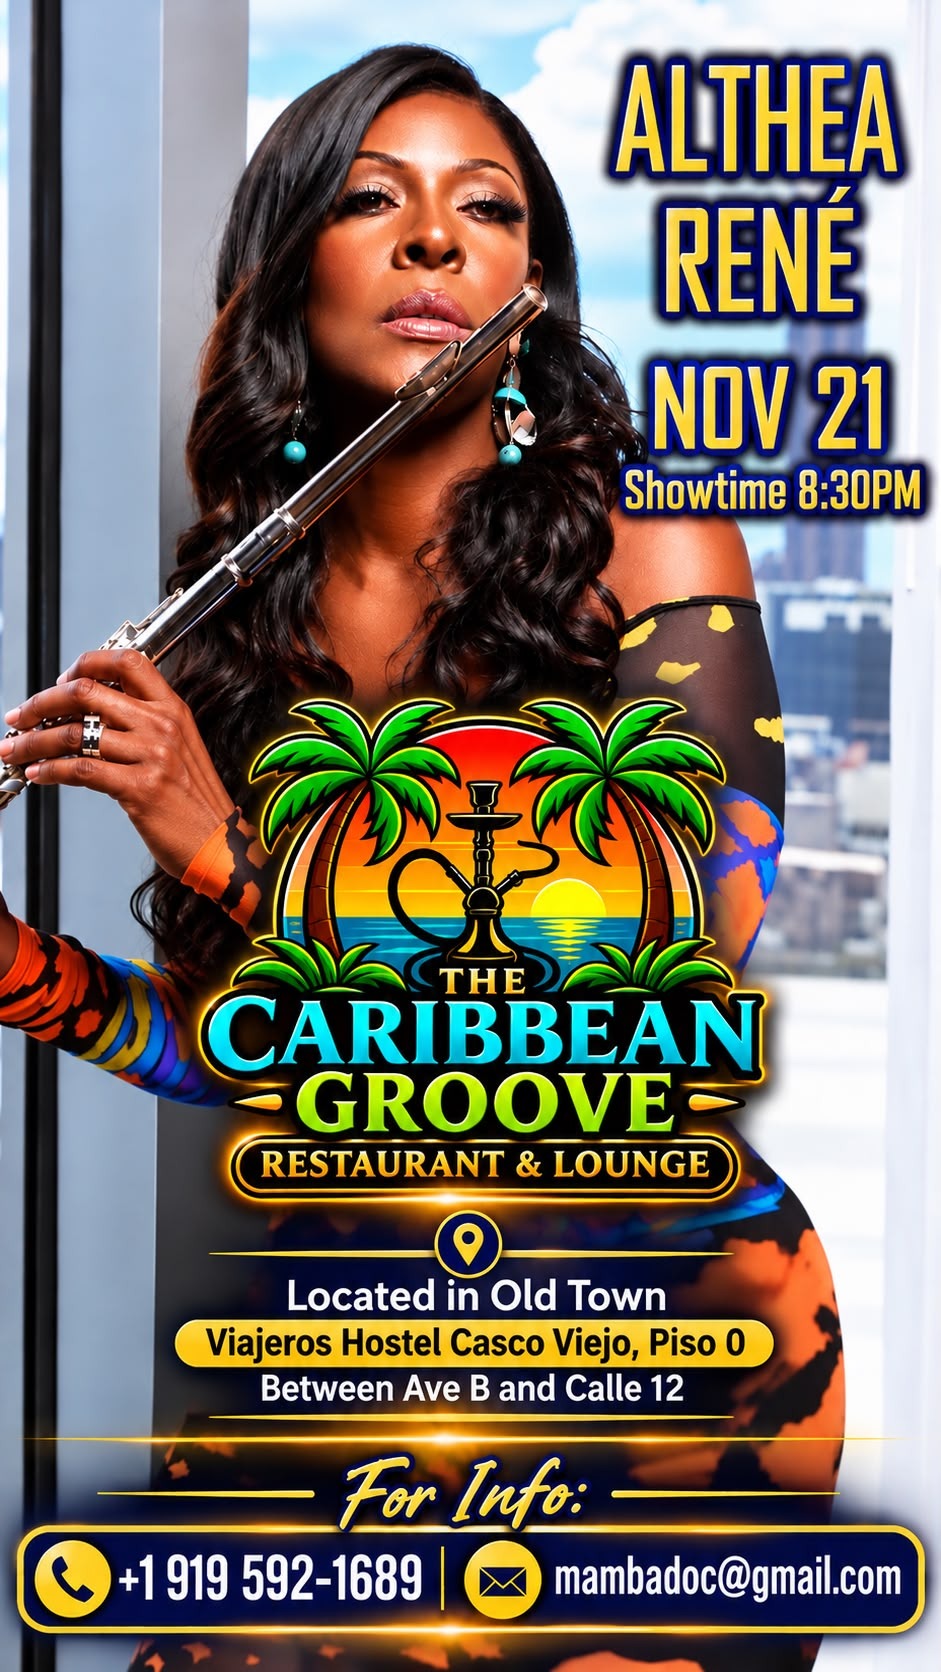 ALTHEA
RENÉ
NOV 21
Showtime 8:30PM
THE
CARIBBEAN
GROOVE
RESTAURANT & LOUNGE
Located in Old Town
Viajeros Hostel Casco Viejo, Piso 0
Between Ave B and Calle 12
For Info:
+1 919 592-1689 | mambadoc@gmail.com